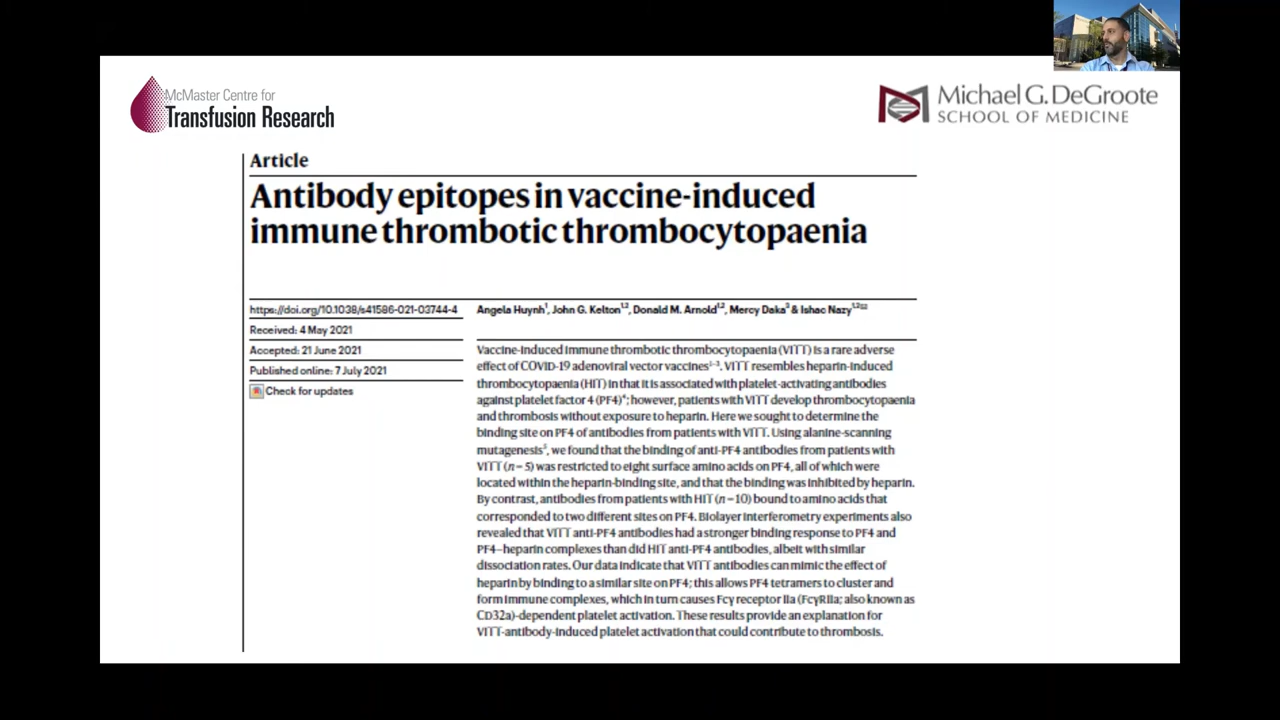 McMaster Centre for
Transfusion Research
Michael G. DeGroote
SCHOOL OF MEDICINE
Article
Antibody epitopes in vaccine-induced
immune thrombotic thrombocytopaenia
https://doi.org/10.1038/s41586-021-03744-4
Received: 4 May 2021
Accepted: 21 June 2021
Published online: 7 July 2021
Check for updates
Angela Huynh¹, John G. Kelton¹,², Donald M. Arnold¹,², Mercy Daka³ & Ishac Nazy¹,²✉
Vaccine-induced immune thrombotic thrombocytopaenia (VITT) is a rare adverse
effect of COVID-19 adenoviral vector vaccines¹⁻³. VITT resembles heparin-induced
thrombocytopaenia (HIT) in that it is associated with platelet-activating antibodies
against platelet factor 4 (PF4)⁴; however, patients with VITT develop thrombocytopaenia
and thrombosis without exposure to heparin. Here we sought to determine the
binding site on PF4 of antibodies from patients with VITT. Using alanine-scanning
mutagenesis⁵, we found that the binding of anti-PF4 antibodies from patients with
VITT (n = 5) was restricted to eight surface amino acids on PF4, all of which were
located within the heparin-binding site, and that the binding was inhibited by heparin.
By contrast, antibodies from patients with HIT (n = 10) bound to amino acids that
corresponded to two different sites on PF4. Biolayer interferometry experiments also
revealed that VITT anti-PF4 antibodies had a stronger binding response to PF4 and
PF4–heparin complexes than did HIT anti-PF4 antibodies, albeit with similar
dissociation rates. Our data indicate that VITT antibodies can mimic the effect of
heparin by binding to a similar site on PF4; this allows PF4 tetramers to cluster and
form immune complexes, which in turn causes Fcγ receptor IIa (FcγRIIa; also known as
CD32a)-dependent platelet activation. These results provide an explanation for
VITT-antibody-induced platelet activation that could contribute to thrombosis.